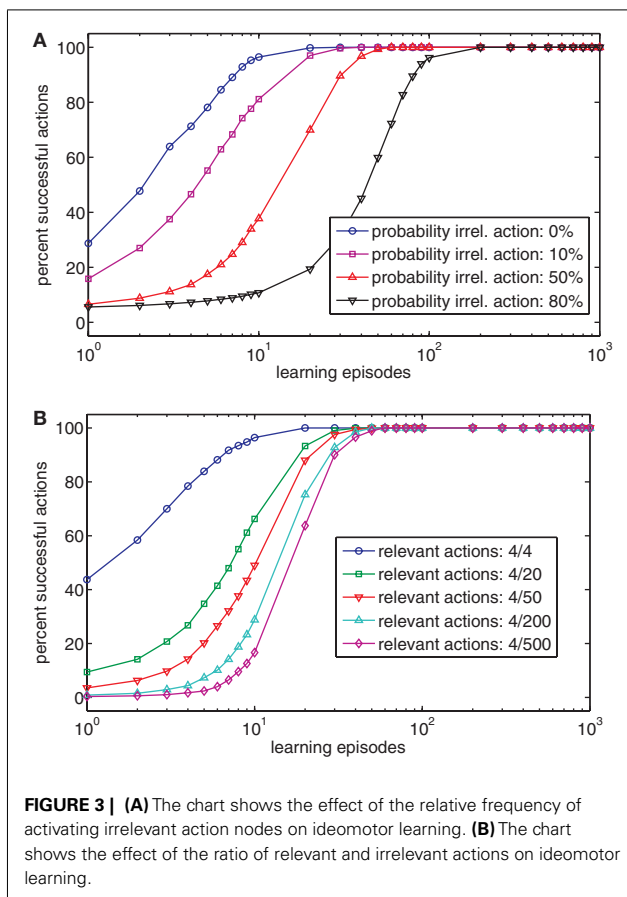 A
100
80
60
40
20
0
percent successful actions
probability irrel. action: 0%
probability irrel. action: 10%
probability irrel. action: 50%
probability irrel. action: 80%
10^0 10^1 10^2 10^3
learning episodes
B
100
80
60
40
20
0
percent successful actions
relevant actions: 4/4
relevant actions: 4/20
relevant actions: 4/50
relevant actions: 4/200
relevant actions: 4/500
10^0 10^1 10^2 10^3
learning episodes
FIGURE 3 | (A) The chart shows the effect of the relative frequency of
activating irrelevant action nodes on ideomotor learning. (B) The chart
shows the effect of the ratio of relevant and irrelevant actions on ideomotor
learning.